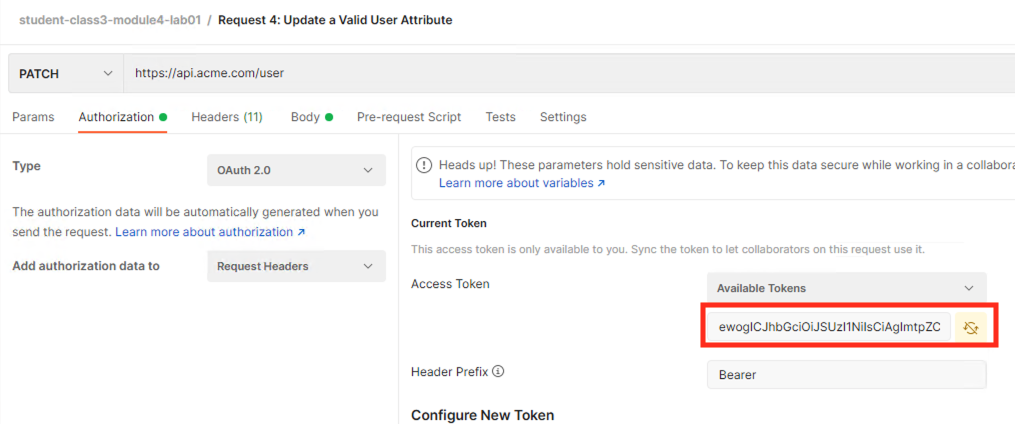 student-class3-module4-lab01 / Request 4: Update a Valid User Attribute
PATCH https://api.acme.com/user
Params Authorization Headers (11) Body Pre-request Script Tests Settings
Type OAuth 2.0
Heads up! These parameters hold sensitive data. To keep this data secure while working in a collabora
Learn more about variables ↗
The authorization data will be automatically generated when you
send the request. Learn more about authorization ↗
Add authorization data to Request Headers
Current Token
This access token is only available to you. Sync the token to let collaborators on this request use it.
Access Token Available Tokens
ewogICJhbGciOiJSUzI1NiIsCiAgImtpZC
Header Prefix Bearer
Configure New Token